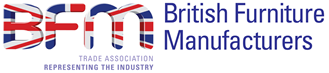 BFM
British Furniture
Manufacturers
TRADE ASSOCIATION
REPRESENTING THE INDUSTRY